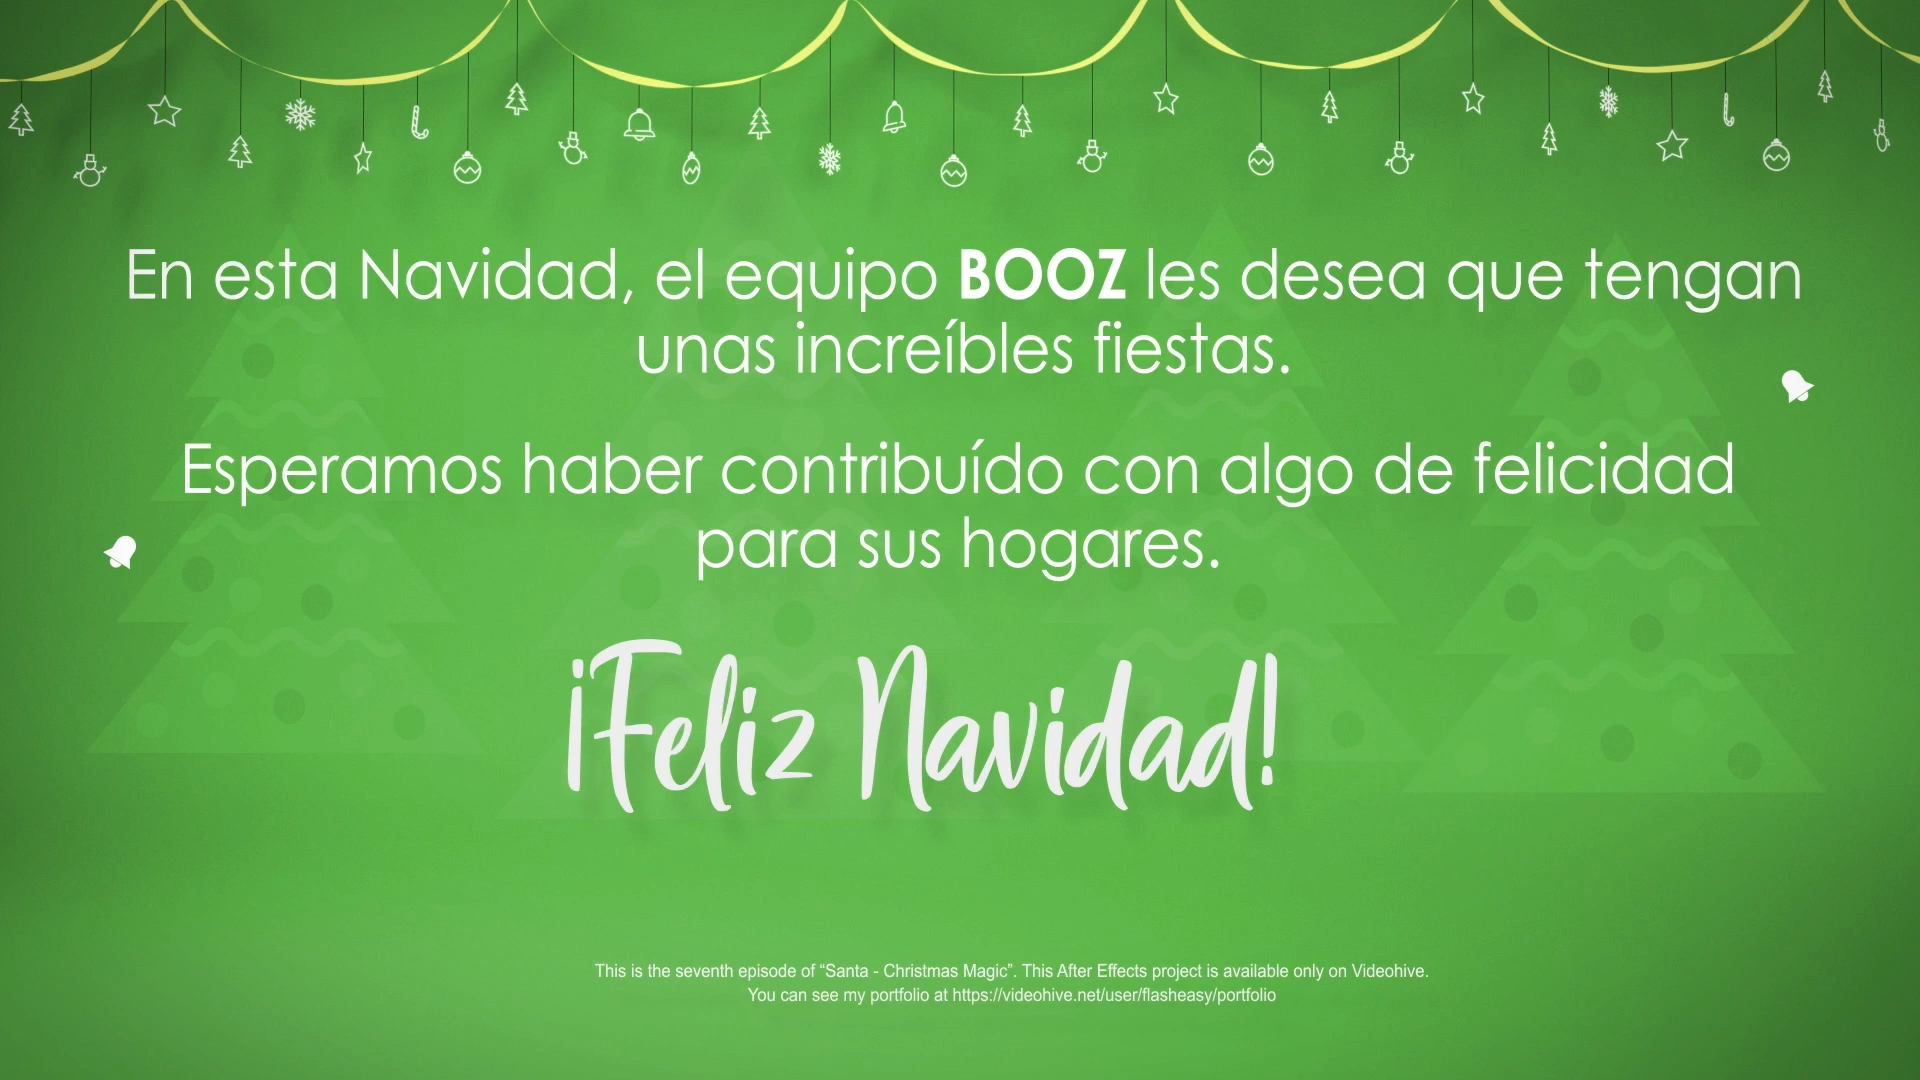 En esta Navidad, el equipo BOOZ les desea que tengan
unas increíbles fiestas.
Esperamos haber contribuído con algo de felicidad
para sus hogares.
¡Feliz Navidad!
This is the seventh episode of “Santa - Christmas Magic”. This After Effects project is available only on Videohive.
You can see my portfolio at https://videohive.net/user/flasheasy/portfolio